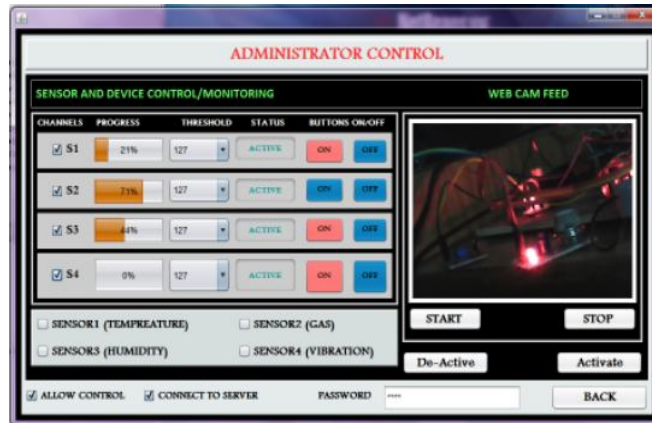 ADMINISTRATOR CONTROL
SENSOR AND DEVICE CONTROL/MONITORING WEB CAM FEED
CHANNELS PROGRESS THRESHOLD STATUS BUTTONS ON/OFF
S1 21% 127 ACTIVE ON OFF
S2 71% 127 ACTIVE ON OFF
S3 44% 127 ACTIVE ON OFF
S4 0% 127 ACTIVE ON OFF
START STOP
SENSOR1 (TEMPREATURE) SENSOR2 (GAS)
SENSOR3 (HUMIDITY) SENSOR4 (VIBRATION)
De-Active Activate
ALLOW CONTROL CONNECT TO SERVER PASSWORD **** BACK